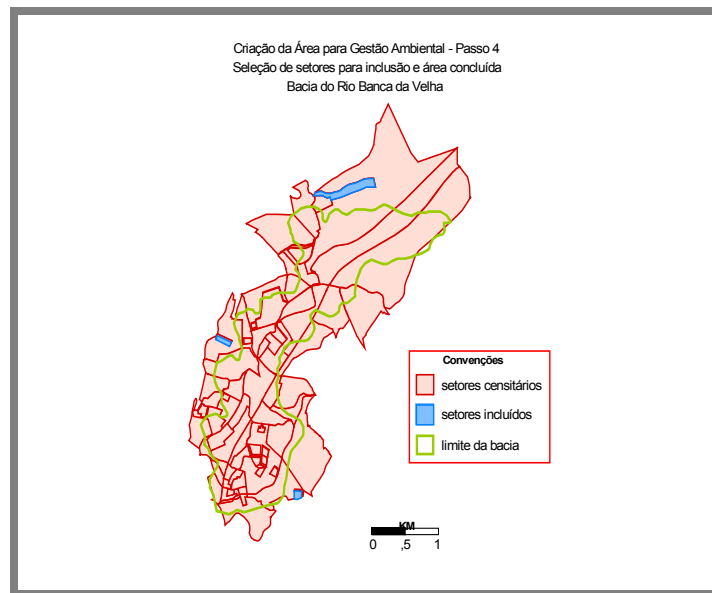 Criação da Área para Gestão Ambiental - Passo 4
Seleção de setores para inclusão e área concluída
Bacia do Rio Banca da Velha
Convenções
setores censitários
setores incluídos
limite da bacia
KM
0 ,5 1